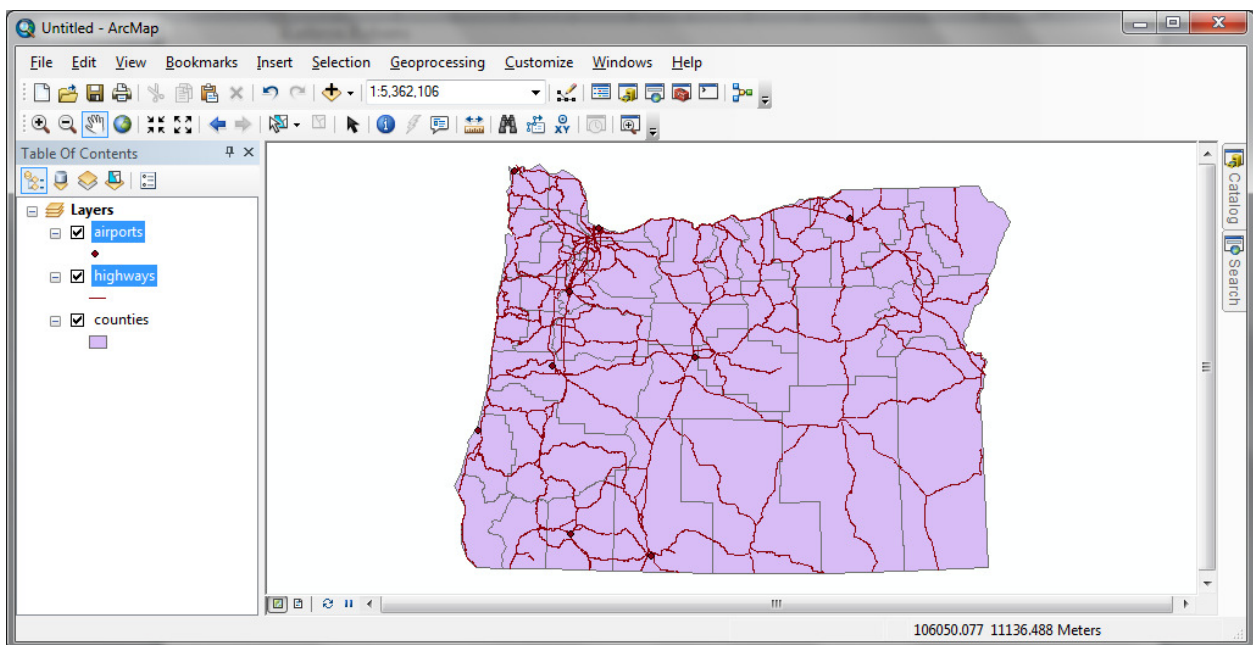 Untitled - ArcMap
File Edit View Bookmarks Insert Selection Geoprocessing Customize Windows Help
1:5,362,106
XY
Table Of Contents
Layers
airports
highways
counties
Catalog
Search
106050.077 11136.488 Meters